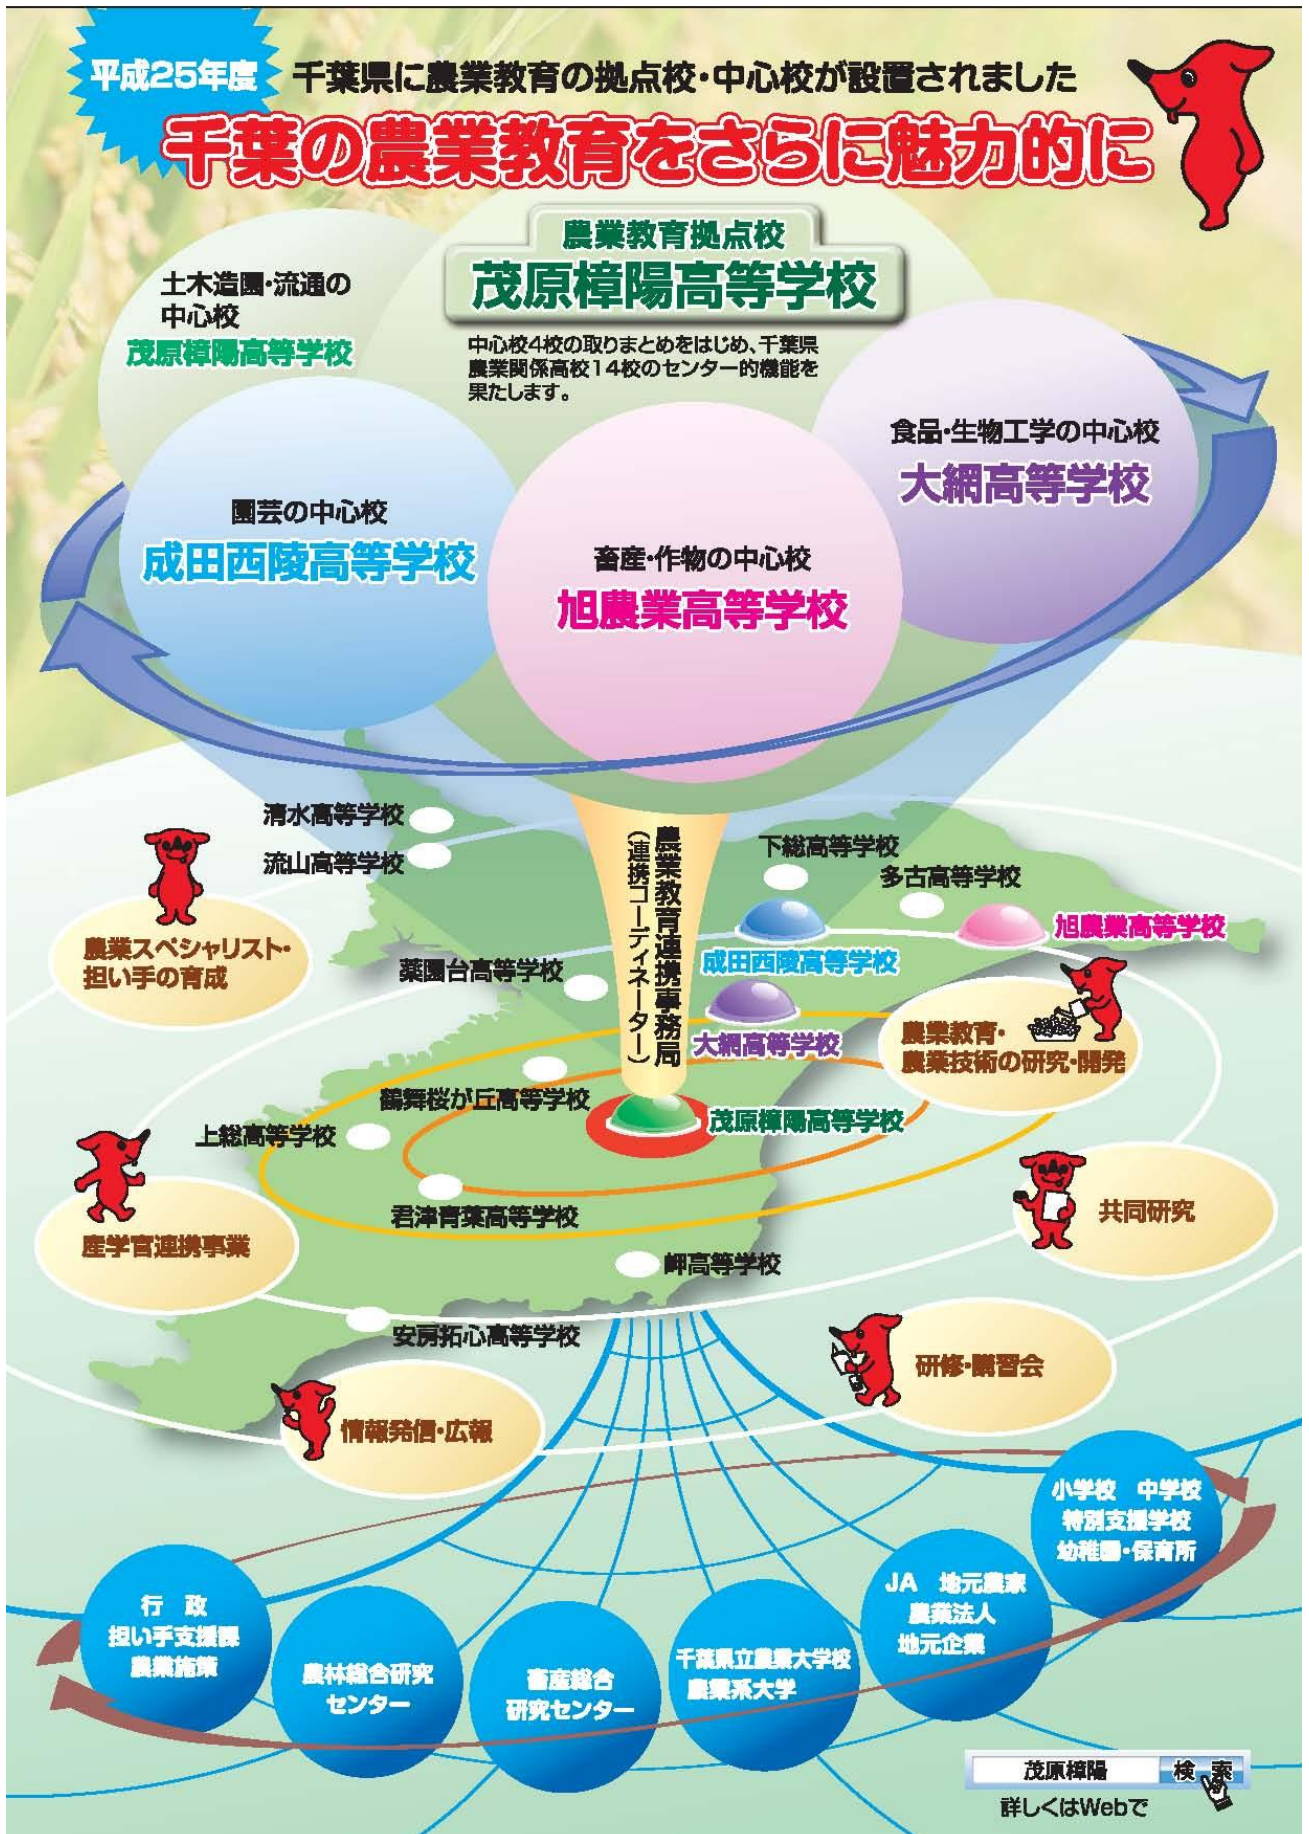 平成25年度
千葉県に農業教育の拠点校・中心校が設置されました
千葉の農業教育をさらに魅力的に
農業教育拠点校
茂原樟陽高等学校
中心校4校の取りまとめをはじめ、千葉県
農業関係高校14校のセンター的機能を
果たします。
土木造園・流通の
中心校
茂原樟陽高等学校
食品・生物工学の中心校
大網高等学校
園芸の中心校
成田西陵高等学校
畜産・作物の中心校
旭農業高等学校
農業教育連携事務局
（連携コーディネーター）
清水高等学校
流山高等学校
下総高等学校
多古高等学校
旭農業高等学校
成田西陵高等学校
薬園台高等学校
大網高等学校
鶴舞桜が丘高等学校
茂原樟陽高等学校
上総高等学校
君津青葉高等学校
岬高等学校
安房拓心高等学校
農業スペシャリスト・
担い手の育成
農業教育・
農業技術の研究・開発
産学官連携事業
共同研究
研修・講習会
情報発信・広報
小学校　中学校
特別支援学校
幼稚園・保育所
JA　地元農家
農業法人
地元企業
行　政
担い手支援課
農業施策
農林総合研究
センター
畜産総合
研究センター
千葉県立農業大学校
農業系大学
茂原樟陽
検 索
詳しくはWebで